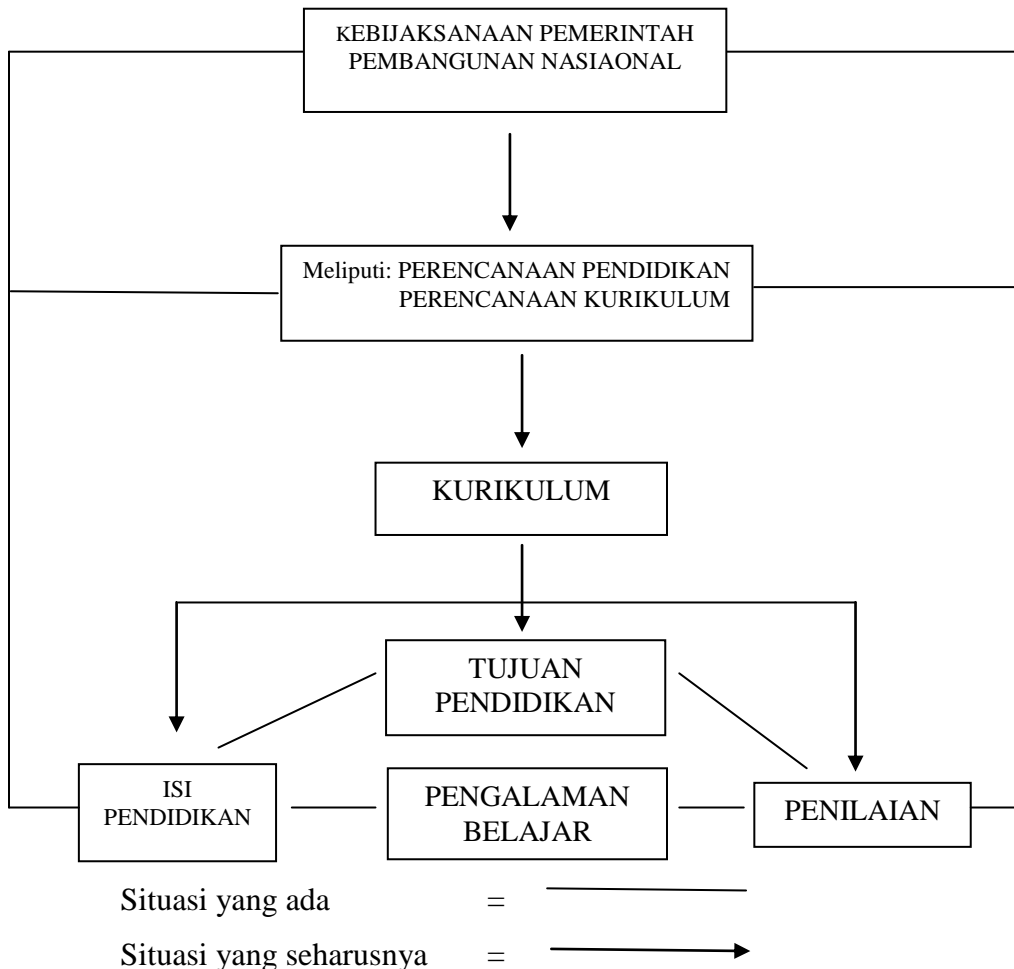 KEBIJAKSANAAN PEMERINTAH
PEMBANGUNAN NASIAONAL
Meliputi: PERENCANAAN PENDIDIKAN
PERENCANAAN KURIKULUM
KURIKULUM
TUJUAN
PENDIDIKAN
ISI
PENDIDIKAN
PENGALAMAN
BELAJAR
PENILAIAN
Situasi yang ada =
Situasi yang seharusnya =